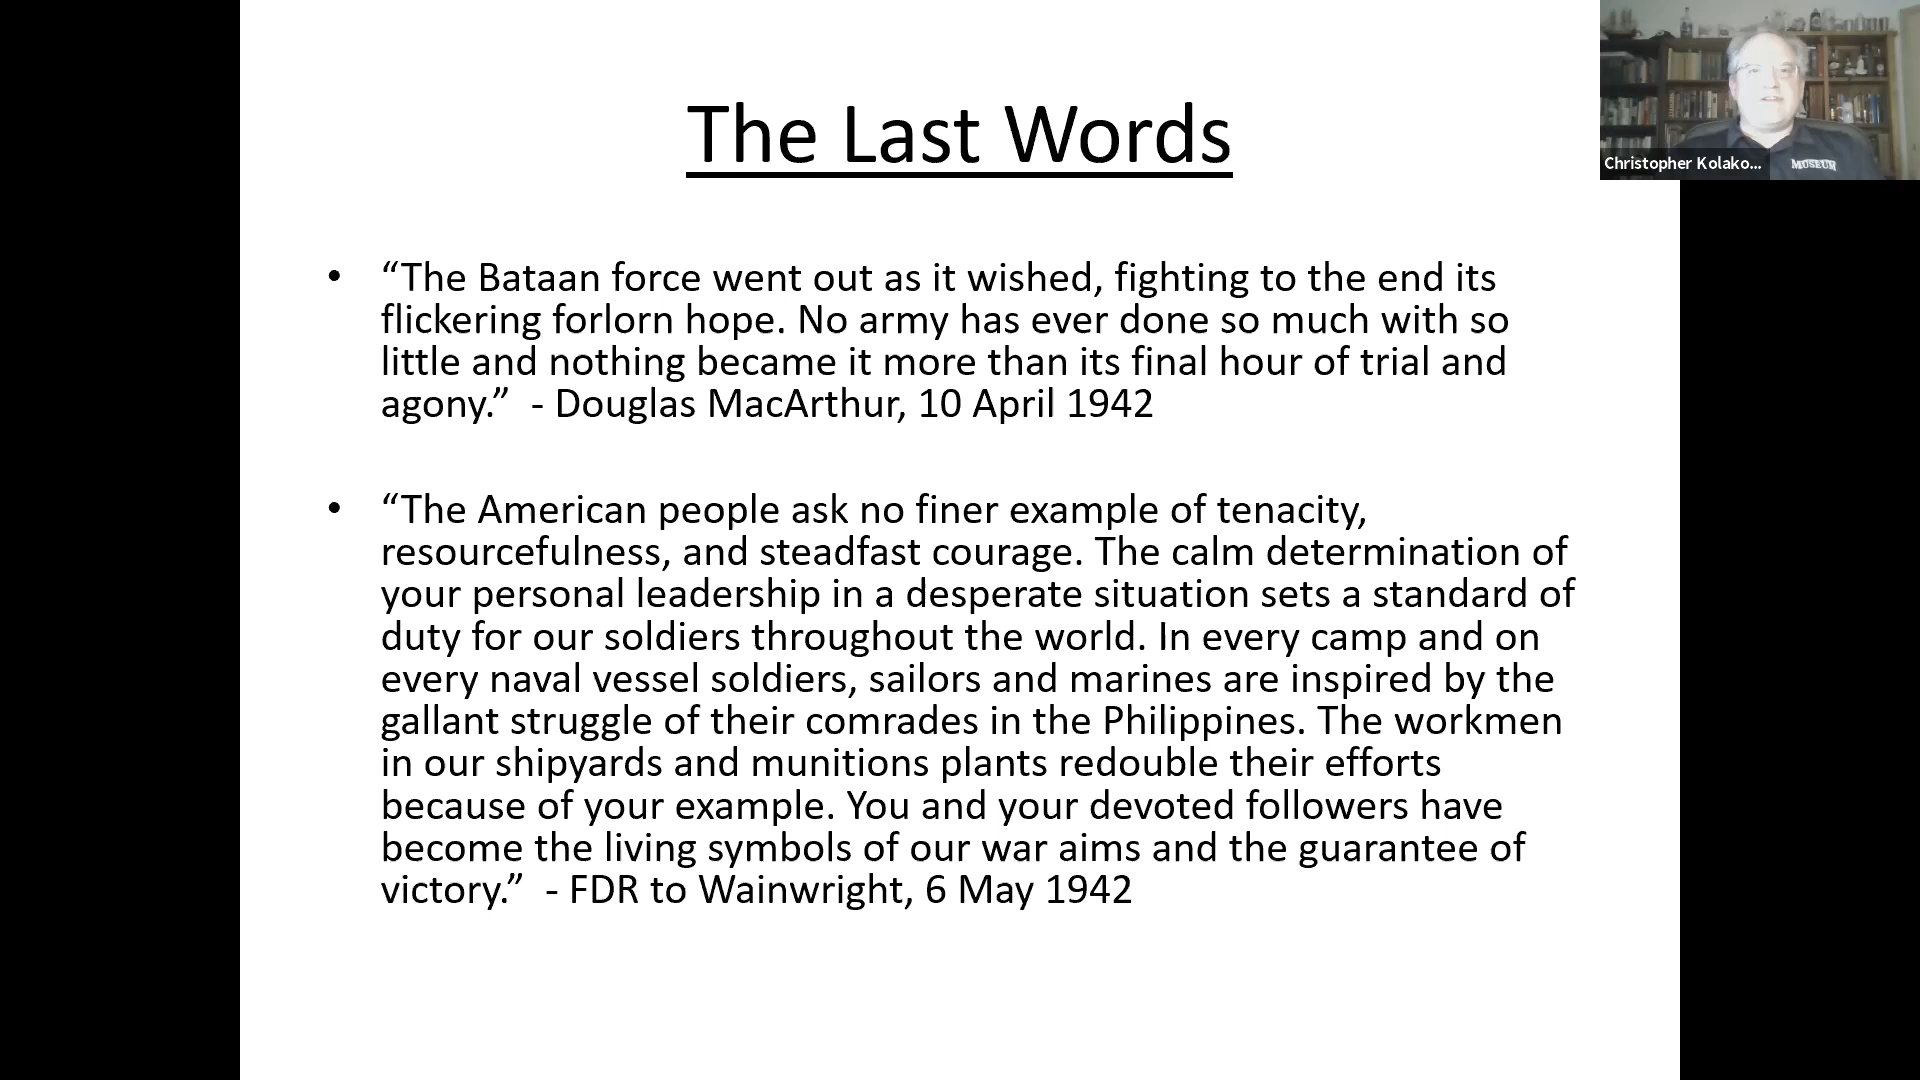 The Last Words
Christopher Kolako...
MUSEUM
• “The Bataan force went out as it wished, fighting to the end its
flickering forlorn hope. No army has ever done so much with so
little and nothing became it more than its final hour of trial and
agony.”  - Douglas MacArthur, 10 April 1942
• “The American people ask no finer example of tenacity,
resourcefulness, and steadfast courage. The calm determination of
your personal leadership in a desperate situation sets a standard of
duty for our soldiers throughout the world. In every camp and on
every naval vessel soldiers, sailors and marines are inspired by the
gallant struggle of their comrades in the Philippines. The workmen
in our shipyards and munitions plants redouble their efforts
because of your example. You and your devoted followers have
become the living symbols of our war aims and the guarantee of
victory.”  - FDR to Wainwright, 6 May 1942